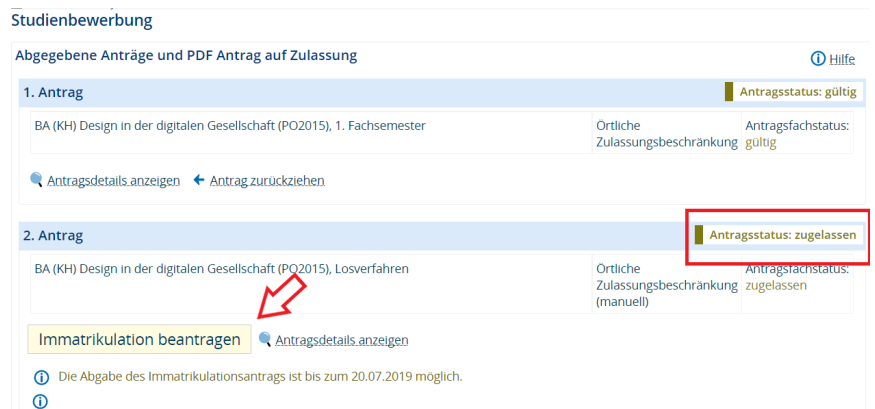 Studienbewerbung
Abgegebene Anträge und PDF Antrag auf Zulassung
Hilfe
1. Antrag
Antragsstatus: gültig
BA (KH) Design in der digitalen Gesellschaft (PO2015), 1. Fachsemester
Örtliche
Zulassungsbeschränkung
Antragsfachstatus:
gültig
Antragsdetails anzeigen
Antrag zurückziehen
2. Antrag
Antragsstatus: zugelassen
BA (KH) Design in der digitalen Gesellschaft (PO2015), Losverfahren
Örtliche
Zulassungsbeschränkung
(manuell)
Antragsfachstatus:
zugelassen
Immatrikulation beantragen
Antragsdetails anzeigen
Die Abgabe des Immatrikulationsantrags ist bis zum 20.07.2019 möglich.